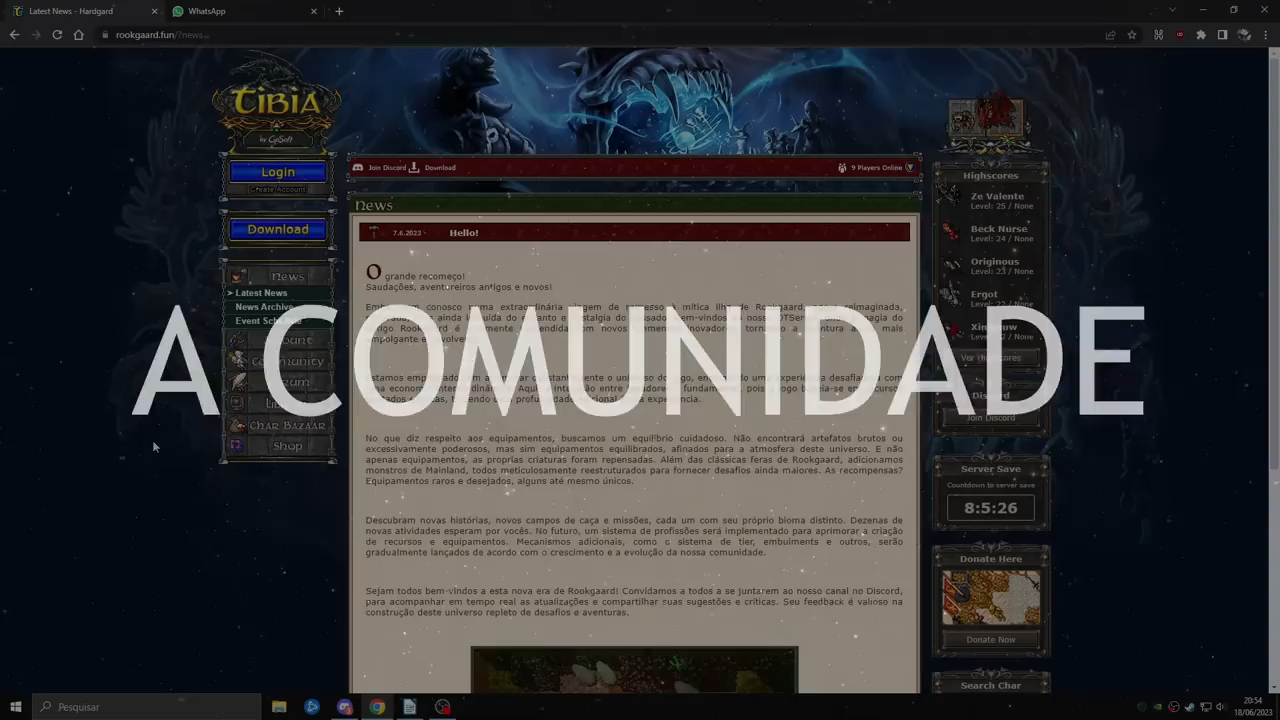 Latest News - Hardgard
WhatsApp
rookgaard.fun/?news
TIBIA
by CipSoft
Login
Create Account
Download
News
Latest News
News Archive
Community
Char Bazaar
Shop
Join Discord
Download
9 Players Online
News
7.6.2023 -
Hello!
O grande recomeço!
Saudações, aventureiros antigos e novos!
A COMUNIDADE
No que diz respeito aos equipamentos, buscamos um equilíbrio cuidadoso. Não encontrará artefatos brutos ou
excessivamente poderosos, mas sim equipamentos equilibrados, afinados para a atmosfera deste universo. E não
apenas equipamentos, as proprias criaturas foram repensadas. Além das clássicas feras de Rookgaard, adicionamos
monstros de Mainland, todos meticulosamente reestruturados para fornecer desafios ainda maiores. As recompensas?
Equipamentos raros e desejados, alguns até mesmo únicos.
Descubram novas histórias, novos campos de caça e missões, cada um com seu próprio bioma distinto. Dezenas de
novas atividades esperam por vocês. No futuro, um sistema de profissões será implementado para aprimorar a criação
de recursos e equipamentos. Mecanismos adicionais, como o sistema de tier, embuiments e outros, serão
gradualmente lançados de acordo com o crescimento e a evolução da nossa comunidade.
Sejam todos bem-vindos a esta nova era de Rookgaard! Convidamos a todos a se juntarem ao nosso canal no Discord,
para acompanhar em tempo real as atualizações e compartilhar suas sugestões e críticas. Seu feedback é valioso na
construção deste universo repleto de desafios e aventuras.
Highscores
Ze Valente
Level: 25 / None
Beck Nurse
Level: 24 / None
Originous
Level: 23 / None
Ergot
Ver Highscores
Join Discord
Server Save
Countdown to server save
8:5:26
Donate Here
Donate Now
Search Char
Pesquisar
20:54
18/06/2023